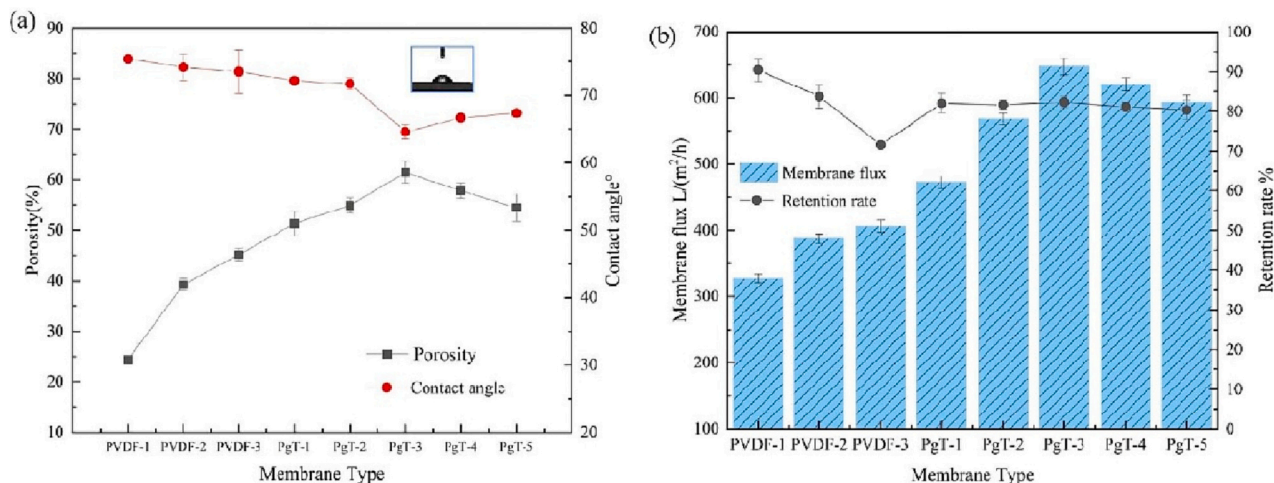 (a)
90
80
70
60
50
40
30
20
10
Porosity(%)
80
70
60
50
40
30
20
Contact angle°
Porosity
Contact angle
PVDF-1 PVDF-2 PVDF-3 PgT-1 PgT-2 PgT-3 PgT-4 PgT-5
Membrane Type
(b)
700
600
500
400
300
200
100
Membrane flux L/(m²/h)
100
90
80
70
60
50
40
30
20
10
0
Retention rate %
Membrane flux
Retention rate
PVDF-1 PVDF-2 PVDF-3 PgT-1 PgT-2 PgT-3 PgT-4 PgT-5
Membrane Type